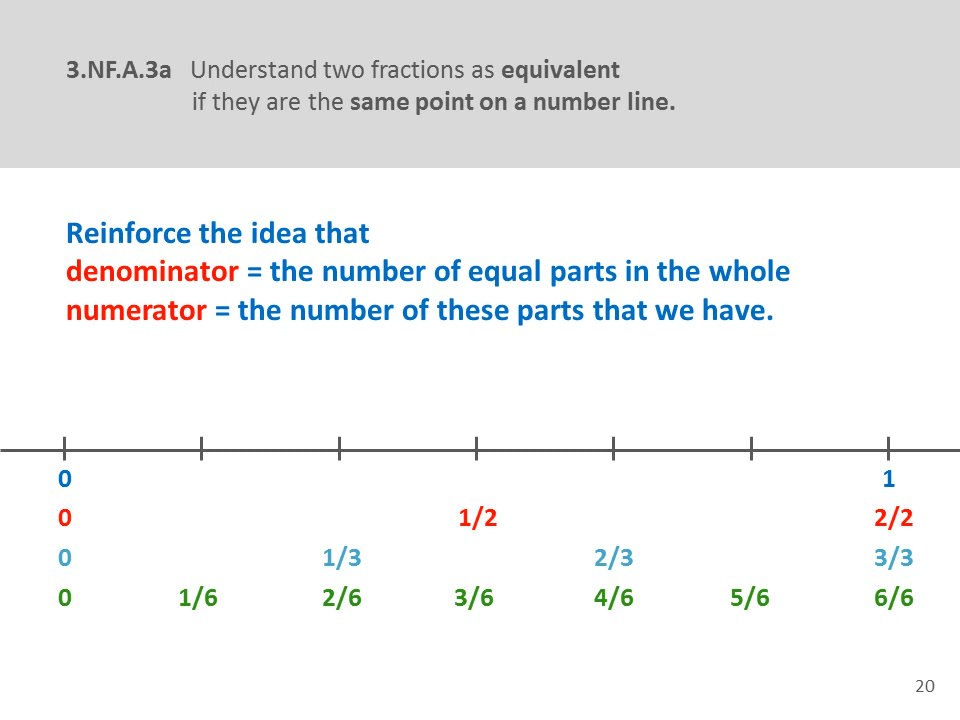 3.NF.A.3a Understand two fractions as equivalent
if they are the same point on a number line.
Reinforce the idea that
denominator = the number of equal parts in the whole
numerator = the number of these parts that we have.
0 1
0 1/2 2/2
0 1/3 2/3 3/3
0 1/6 2/6 3/6 4/6 5/6 6/6
20